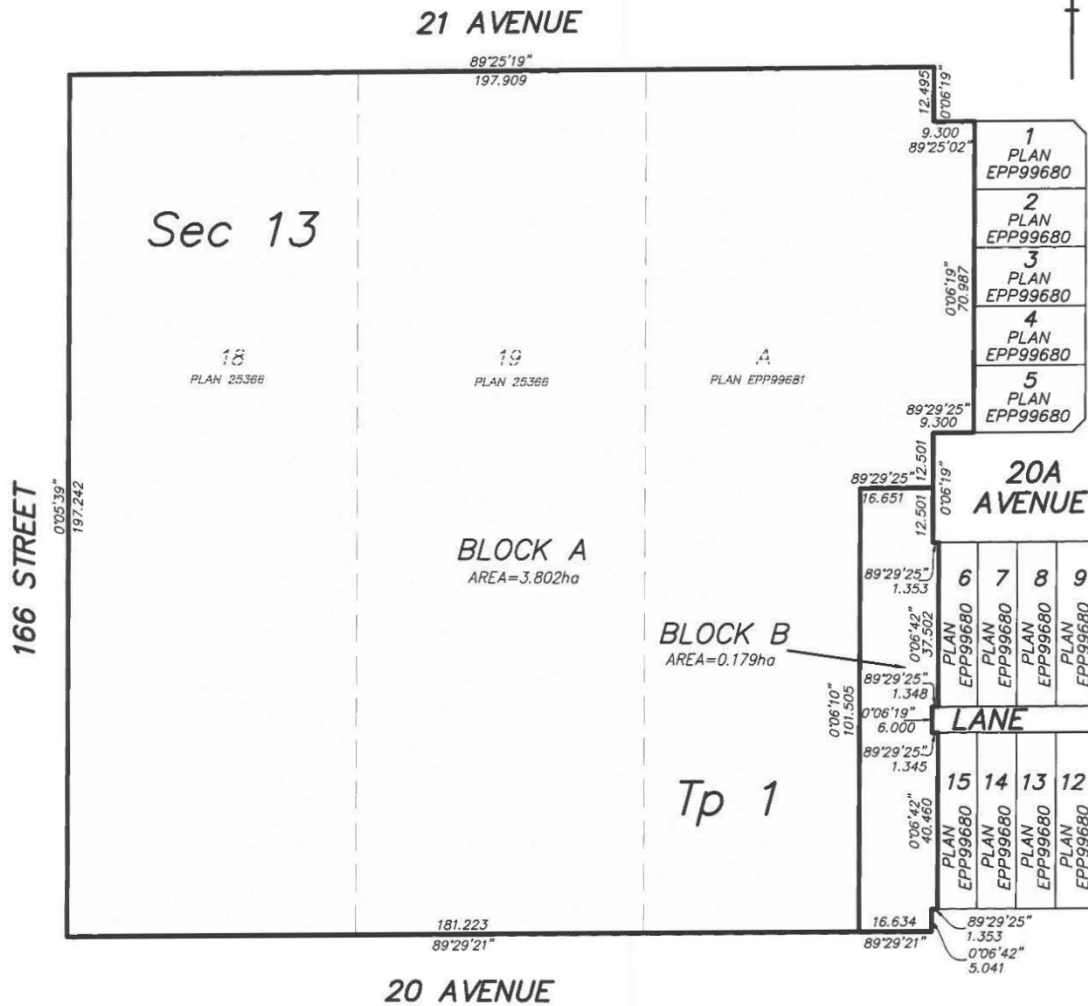 21 AVENUE
89°25'19"
197.909
12.495
0°06'19"
9.300
89°25'02"
1
PLAN
EPP99680
2
PLAN
EPP99680
3
PLAN
EPP99680
4
PLAN
EPP99680
5
PLAN
EPP99680
0°06'19"
70.987
Sec 13
18
PLAN 25366
19
PLAN 25366
A
PLAN EPP99681
89°29'25"
9.300
12.501
0°06'19"
20A
AVENUE
166 STREET
0°05'39"
197.242
89°29'25"
16.651
12.501
BLOCK A
AREA=3.802ha
89°29'25"
1.353
6
PLAN
EPP99680
7
PLAN
EPP99680
8
PLAN
EPP99680
9
PLAN
EPP99680
0°06'42"
37.502
BLOCK B
AREA=0.179ha
89°29'25"
1.348
0°06'10"
101.505
0°06'19"
6.000
LANE
89°29'25"
1.345
Tp 1
0°06'42"
40.460
15
PLAN
EPP99680
14
PLAN
EPP99680
13
PLAN
EPP99680
12
PLAN
EPP99680
181.223
89°29'21"
16.634
89°29'21"
89°29'25"
1.353
0°06'42"
5.041
20 AVENUE